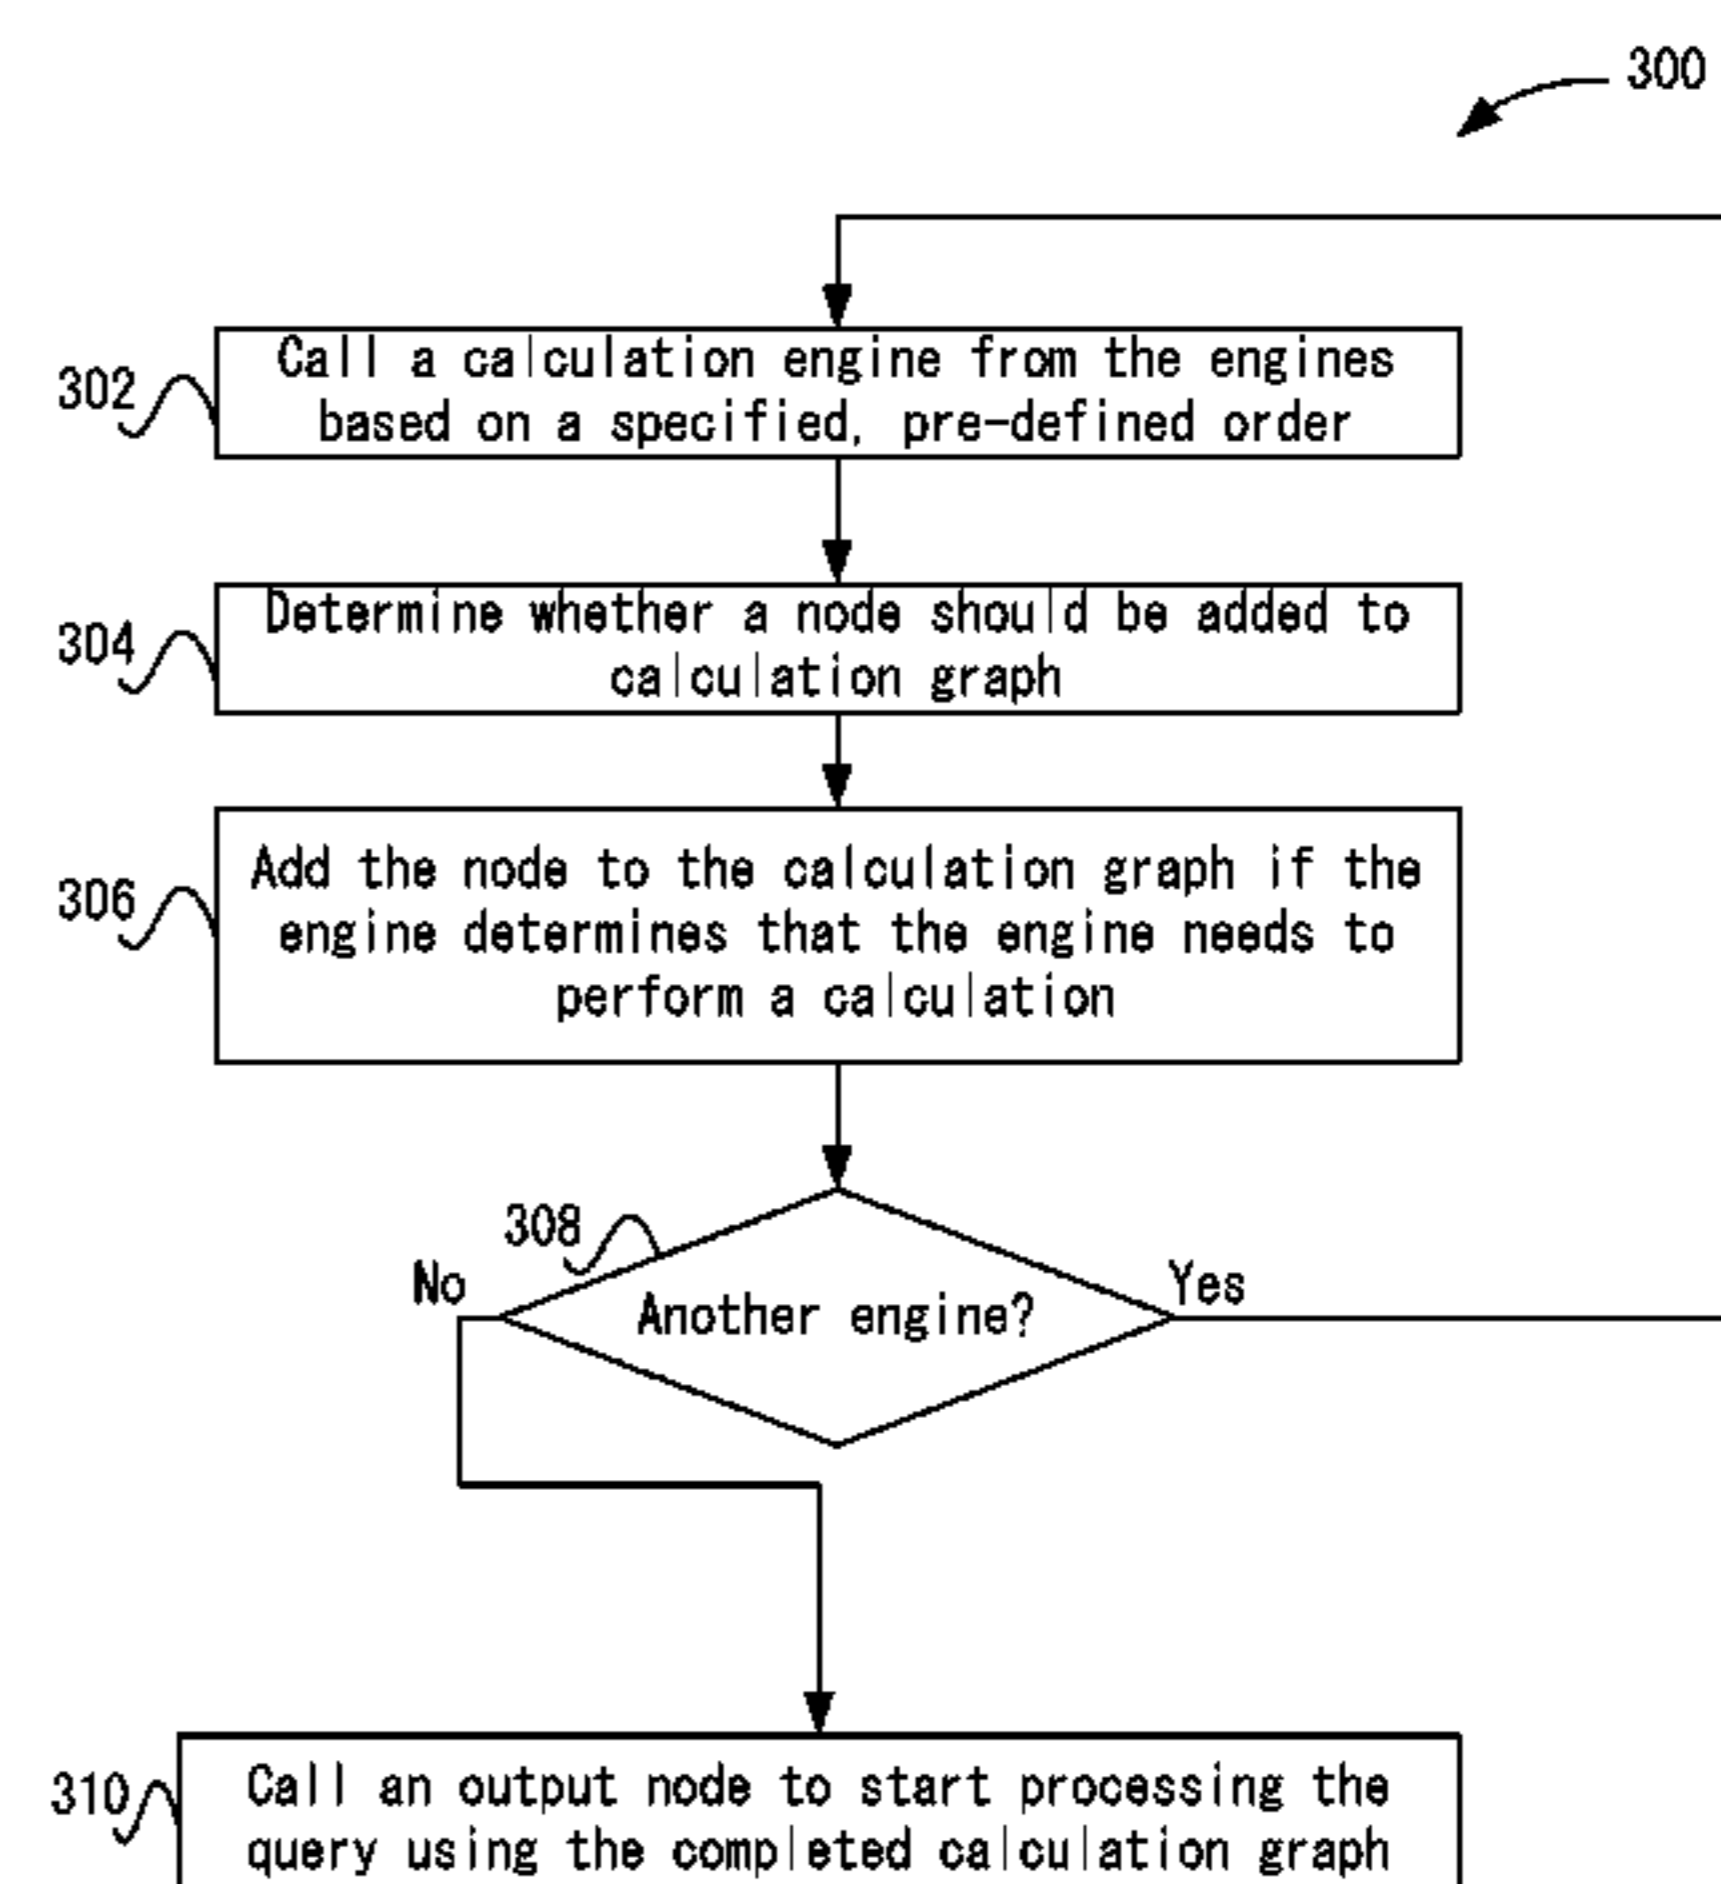 300
302
Call a calculation engine from the engines
based on a specified, pre-defined order
304
Determine whether a node should be added to
calculation graph
306
Add the node to the calculation graph if the
engine determines that the engine needs to
perform a calculation
308
No
Another engine?
Yes
310
Call an output node to start processing the
query using the completed calculation graph